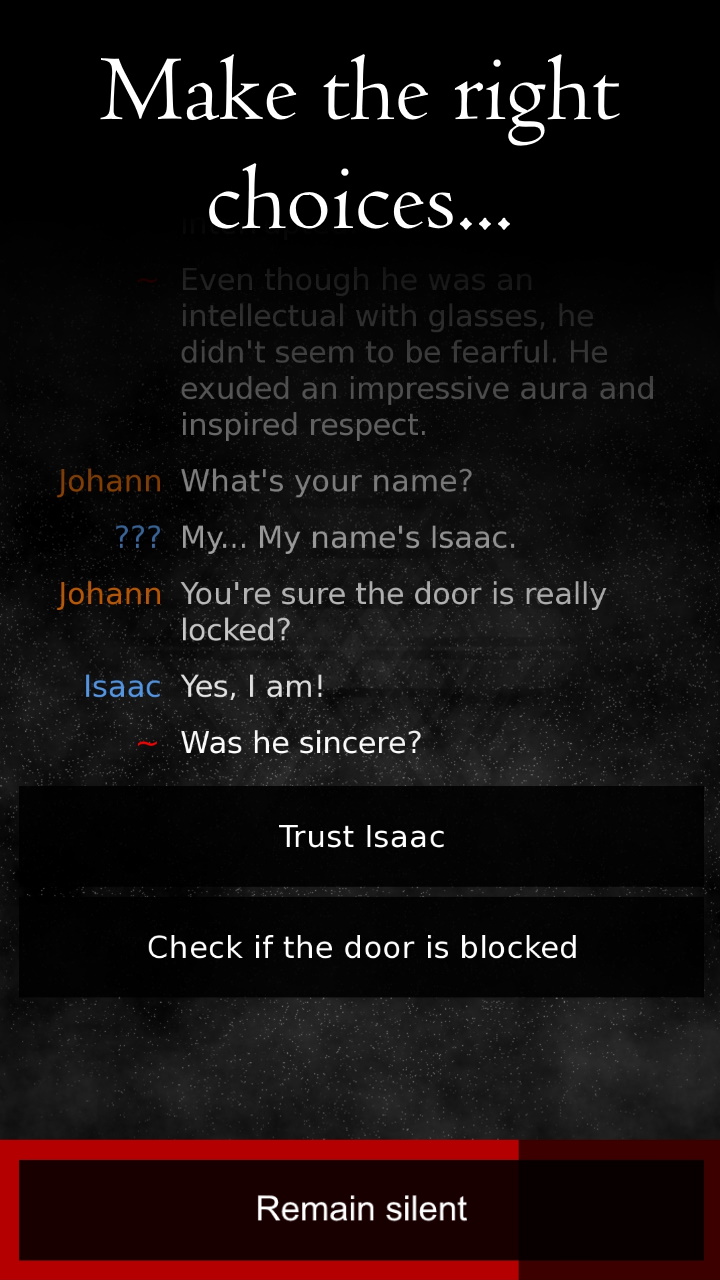 Make the right
choices...
~ Even though he was an
intellectual with glasses, he
didn't seem to be fearful. He
exuded an impressive aura and
inspired respect.
Johann What's your name?
??? My... My name's Isaac.
Johann You're sure the door is really
locked?
Isaac Yes, I am!
~ Was he sincere?
Trust Isaac
Check if the door is blocked
Remain silent